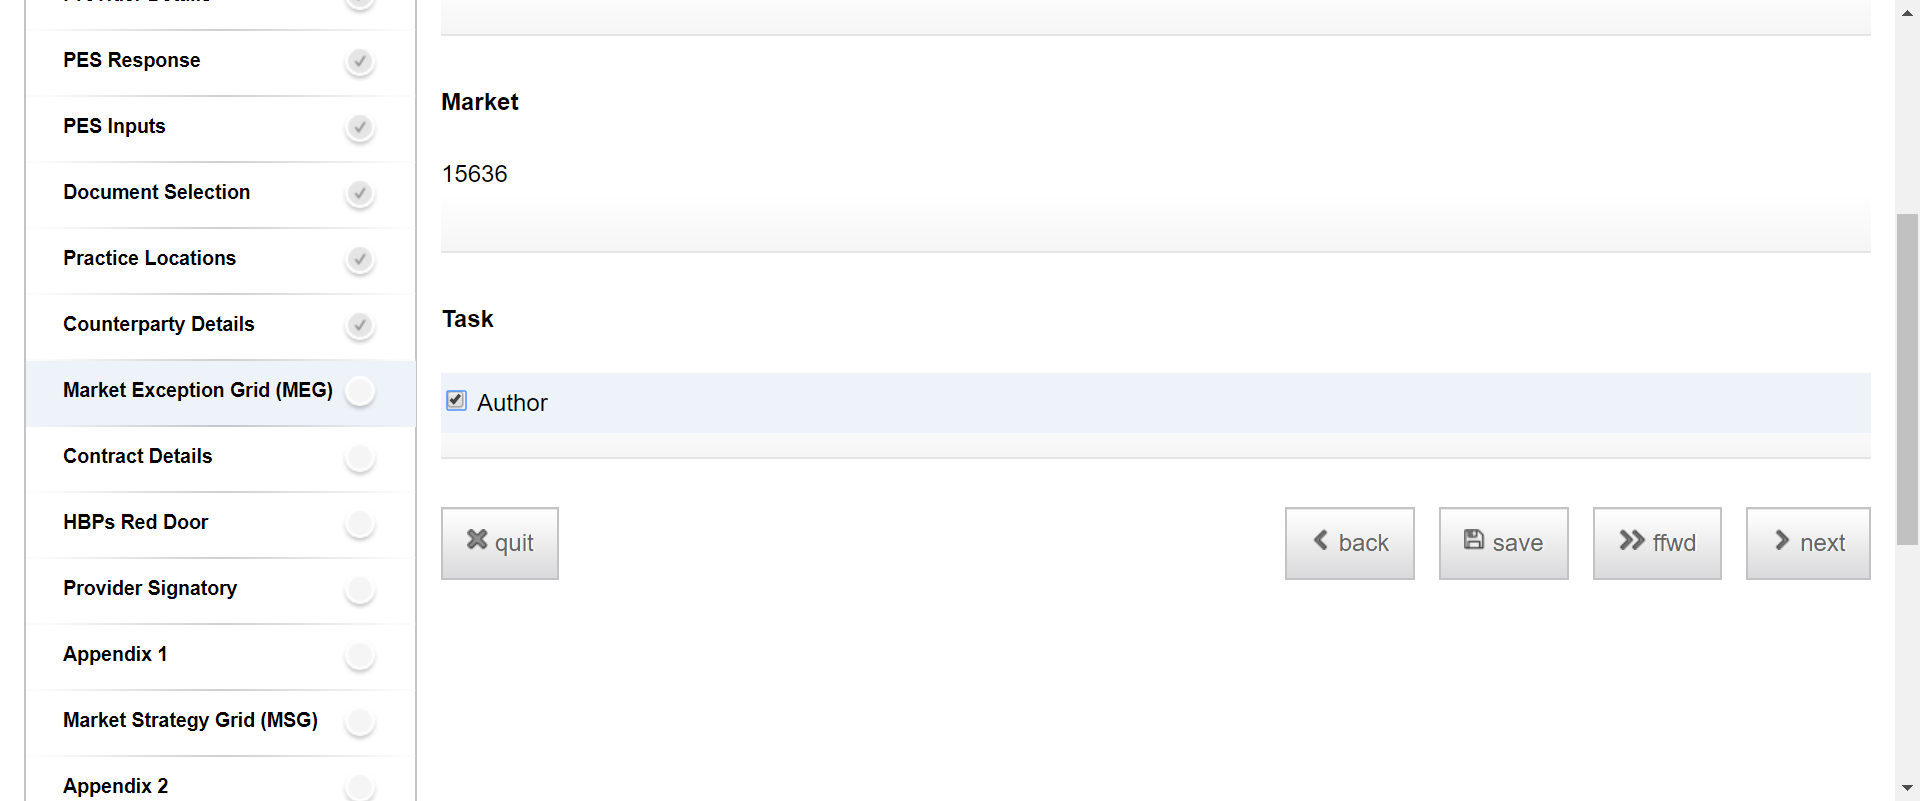 PES Response
PES Inputs
Document Selection
Practice Locations
Counterparty Details
Market Exception Grid (MEG)
Contract Details
HBPs Red Door
Provider Signatory
Appendix 1
Market Strategy Grid (MSG)
Appendix 2
Market
15636
Task
Author
quit
back
save
ffwd
next